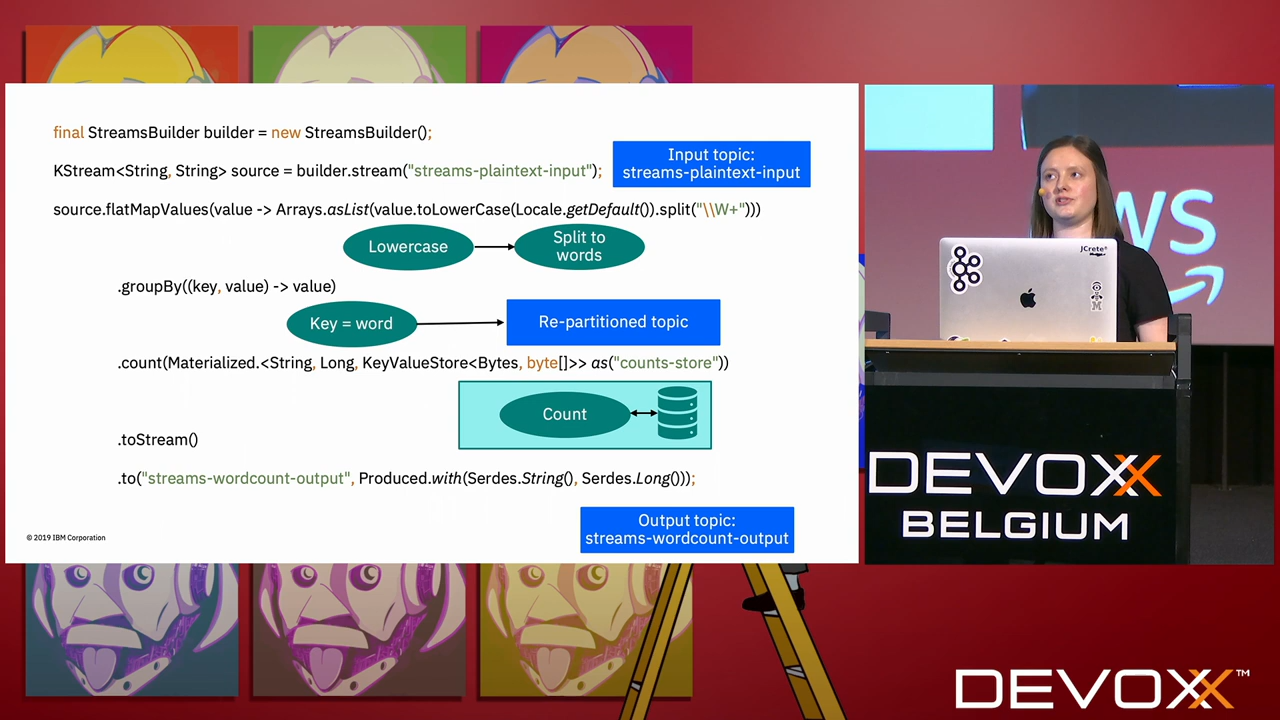 final StreamsBuilder builder = new StreamsBuilder();
KStream<String, String> source = builder.stream("streams-plaintext-input");
Input topic:
streams-plaintext-input
source.flatMapValues(value -> Arrays.asList(value.toLowerCase(Locale.getDefault()).split("\\W+")))
Lowercase
Split to
words
.groupBy((key, value) -> value)
Key = word
Re-partitioned topic
.count(Materialized.<String, Long, KeyValueStore<Bytes, byte[]>> as("counts-store"))
Count
.toStream()
.to("streams-wordcount-output", Produced.with(Serdes.String(), Serdes.Long()));
Output topic:
streams-wordcount-output
© 2019 IBM Corporation
JCrete
DEVOXX
BELGIUM
DEVOXX™